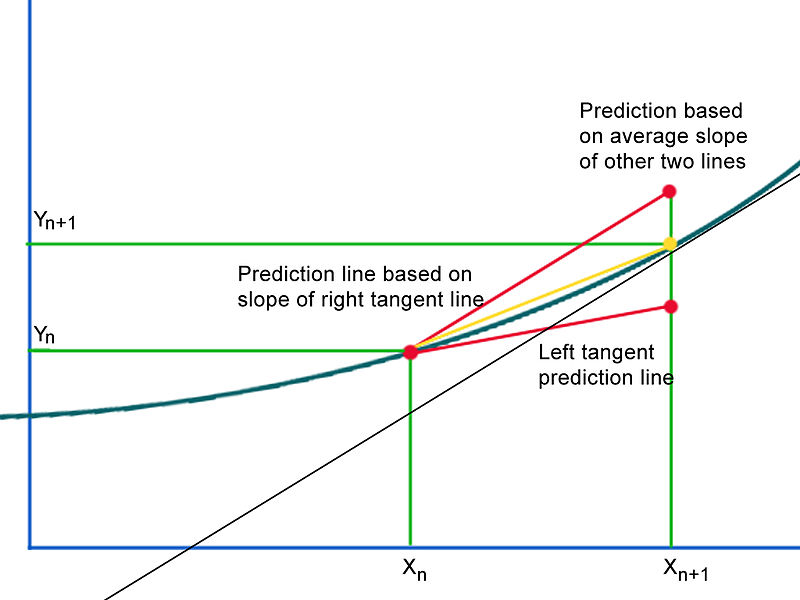 Prediction based
on average slope
of other two lines
Yn+1
Prediction line based on
slope of right tangent line
Yn
Left tangent
prediction line
Xn
Xn+1